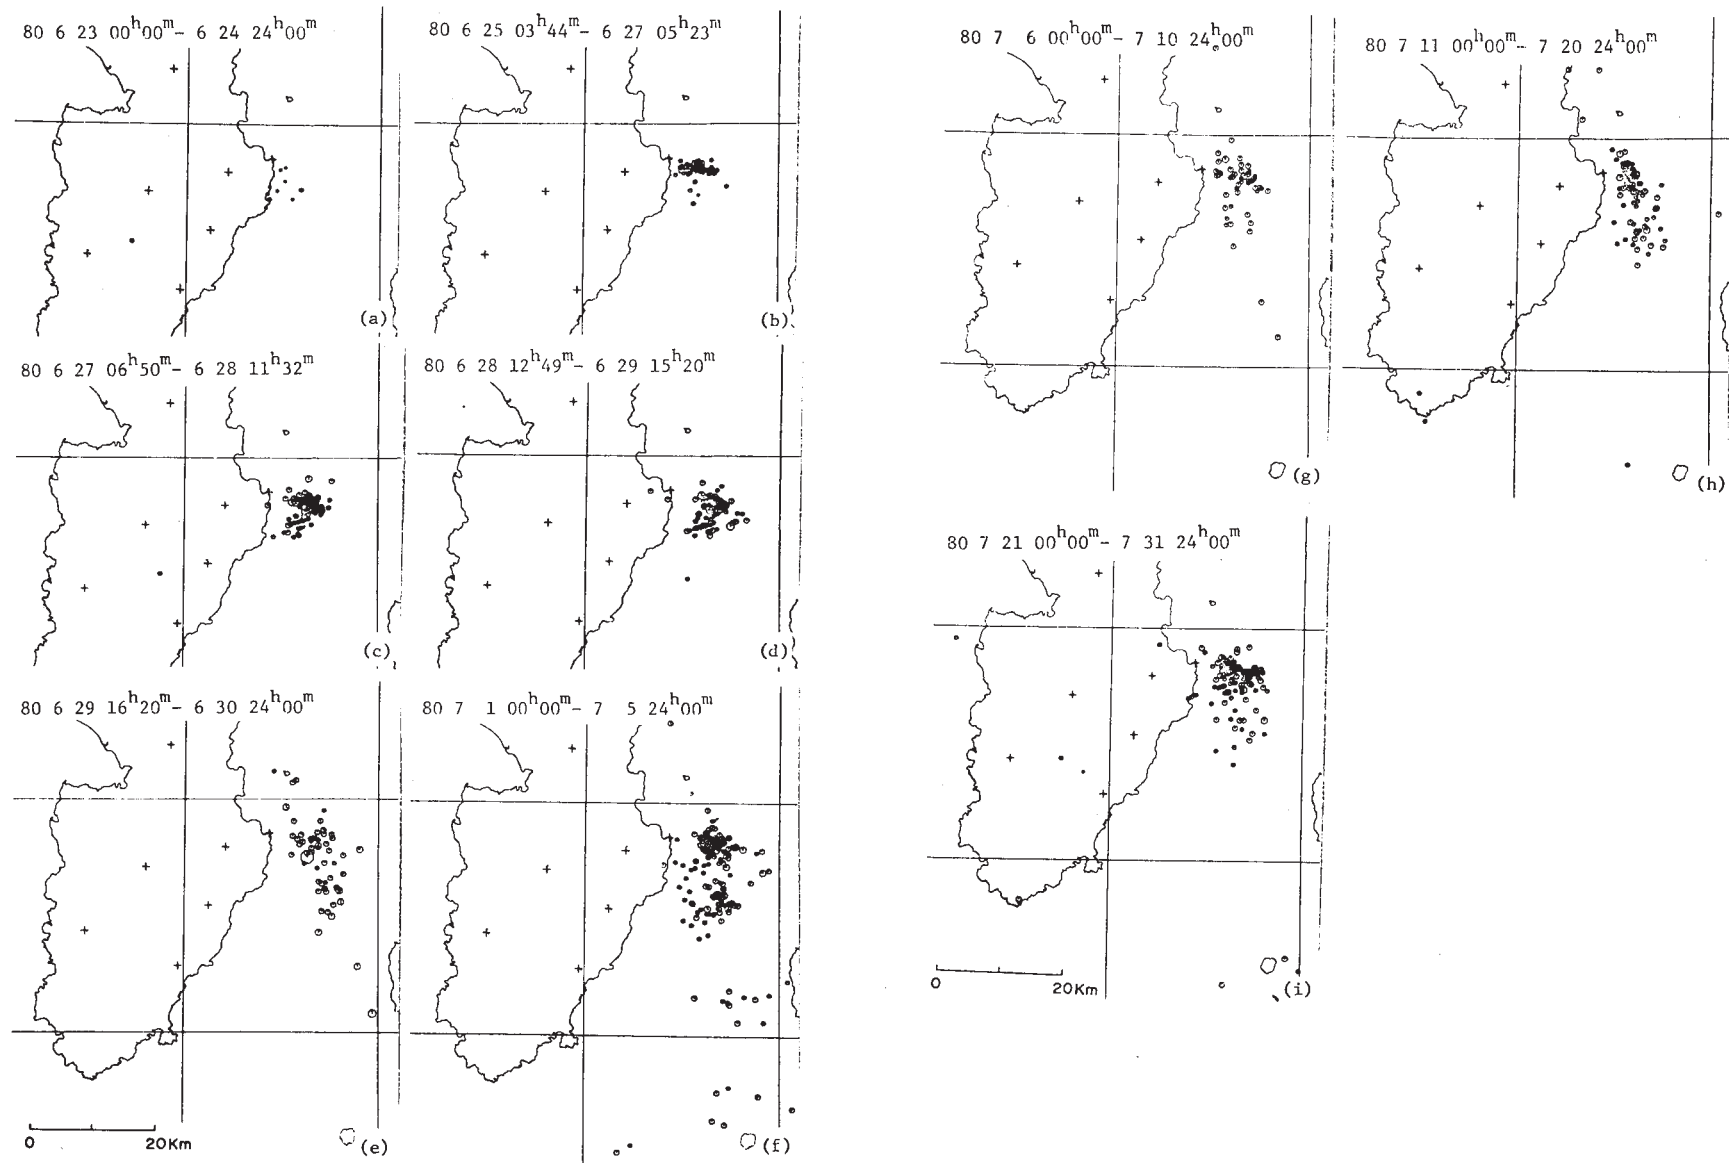 80 6 23 00h00m– 6 24 24h00m
(a)
80 6 25 03h44m– 6 27 05h23m
(b)
80 6 27 06h50m– 6 28 11h32m
(c)
80 6 28 12h49m– 6 29 15h20m
(d)
80 6 29 16h20m– 6 30 24h00m
(e)
0 20Km
80 7 1 00h00m– 7 5 24h00m
(f)
80 7 6 00h00m– 7 10 24h00m
(g)
80 7 11 00h00m– 7 20 24h00m
(h)
80 7 21 00h00m– 7 31 24h00m
(i)
0 20Km